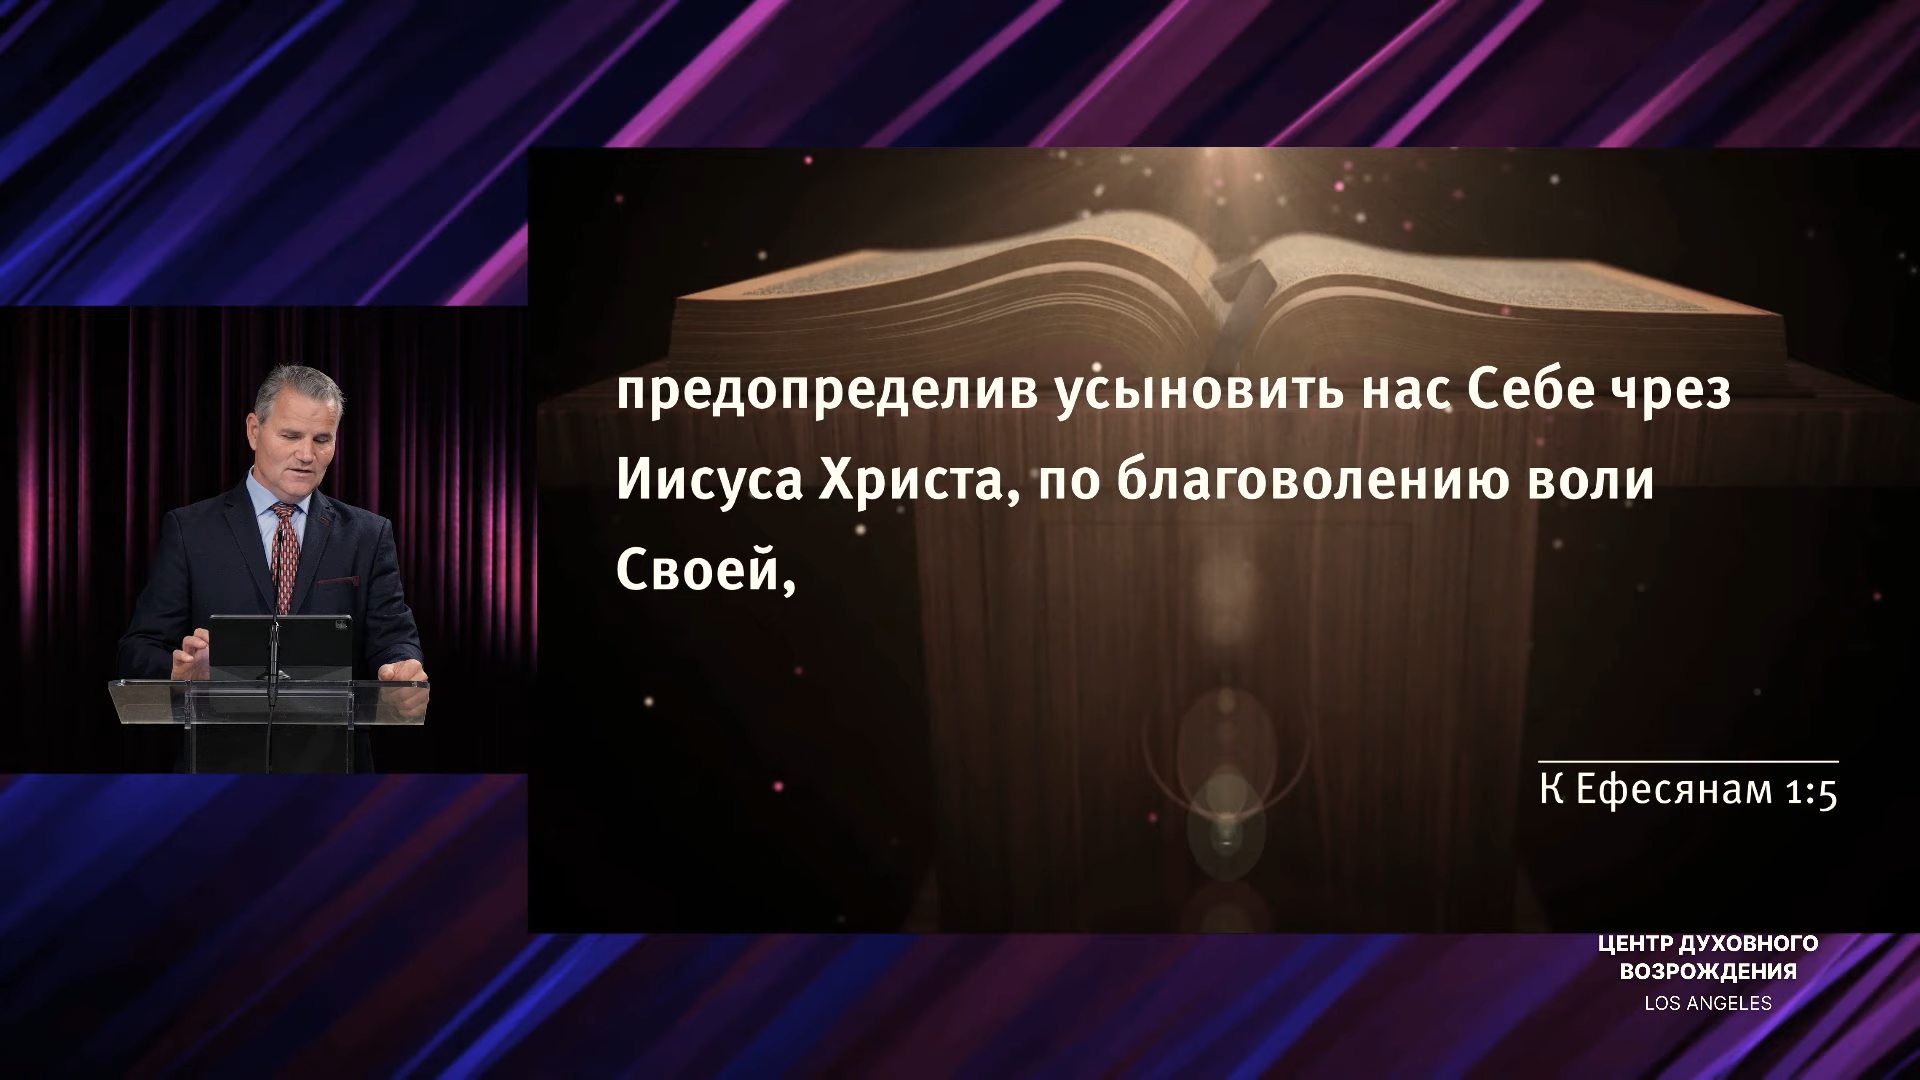 предопределив усыновить нас Себе чрез
Иисуса Христа, по благоволению воли
Своей,
К Ефесянам 1:5
ЦЕНТР ДУХОВНОГО
ВОЗРОЖДЕНИЯ
LOS ANGELES